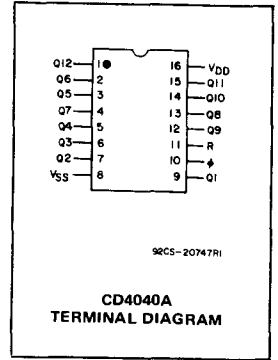 Q12 1 16 VDD
Q6 2 15 Q11
Q5 3 14 Q10
Q7 4 13 Q8
Q4 5 12 Q9
Q3 6 11 R
Q2 7 10 ϕ
VSS 8 9 Q1
92CS-20747R1
CD4040A
TERMINAL DIAGRAM